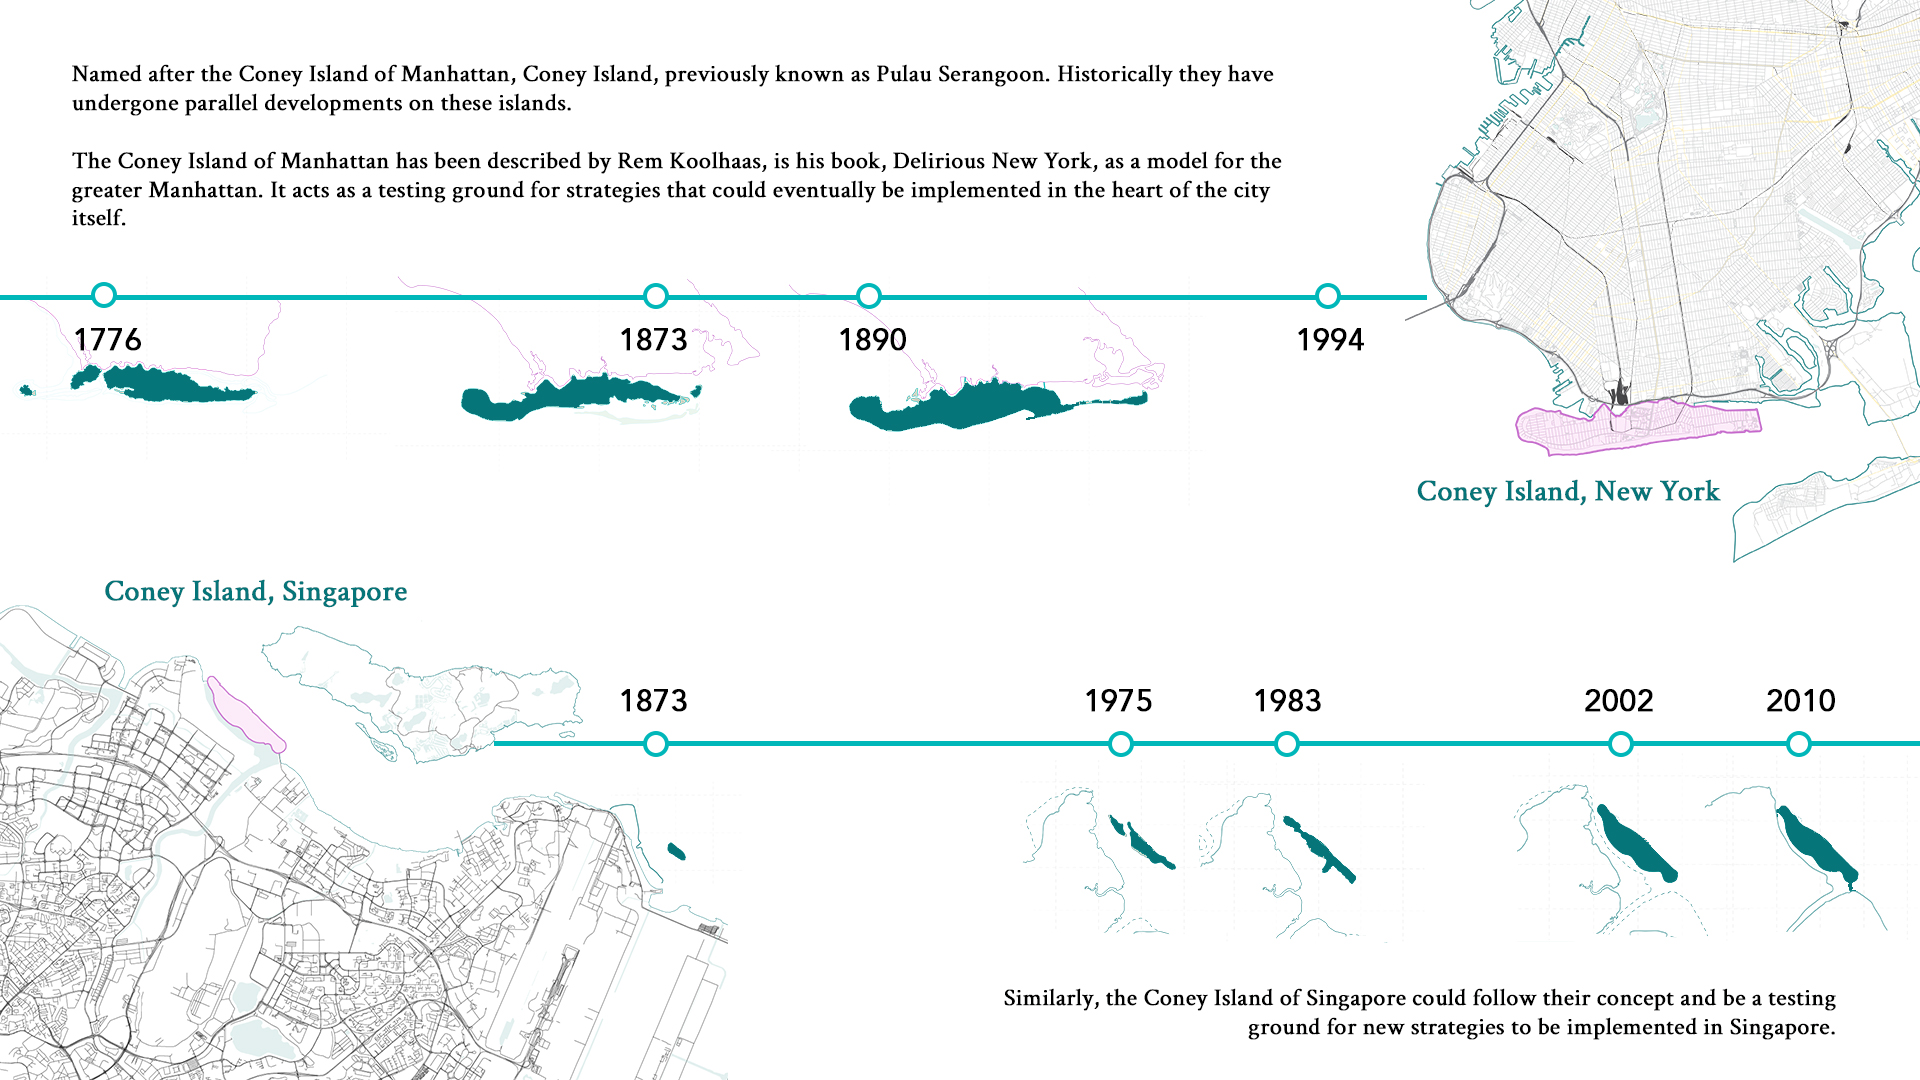 Named after the Coney Island of Manhattan, Coney Island, previously known as Pulau Serangoon. Historically they have
undergone parallel developments on these islands.
The Coney Island of Manhattan has been described by Rem Koolhaas, is his book, Delirious New York, as a model for the
greater Manhattan. It acts as a testing ground for strategies that could eventually be implemented in the heart of the city
itself.
1776
1873
1890
1994
Coney Island, New York
Coney Island, Singapore
1873
1975
1983
2002
2010
Similarly, the Coney Island of Singapore could follow their concept and be a testing
ground for new strategies to be implemented in Singapore.